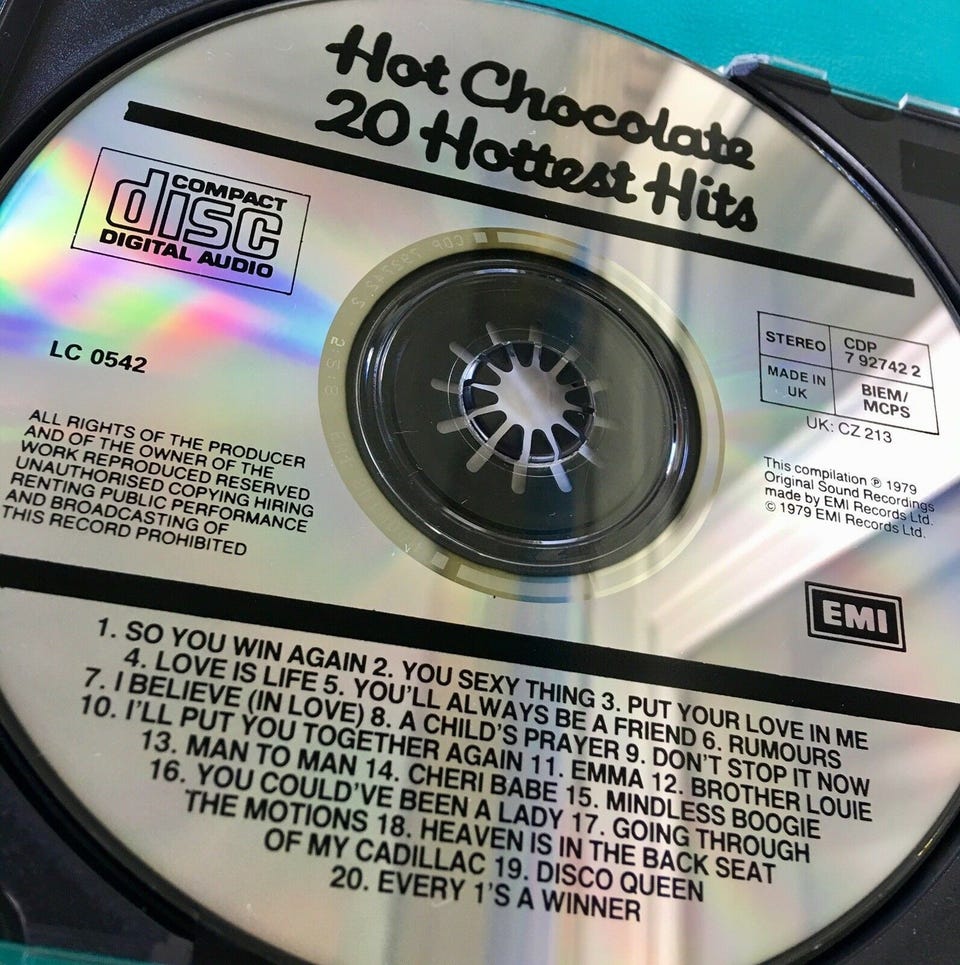 Hot Chocolate
20 Hottest Hits
COMPACT
disc
DIGITAL AUDIO
LC 0542
STEREO
CDP
7 92742 2
MADE IN
UK
BIEM/
MCPS
UK: CZ 213
ALL RIGHTS OF THE PRODUCER
AND OF THE OWNER OF THE
WORK REPRODUCED RESERVED
UNAUTHORISED COPYING HIRING
RENTING PUBLIC PERFORMANCE
AND BROADCASTING OF
THIS RECORD PROHIBITED
This compilation ℗ 1979
Original Sound Recordings
made by EMI Records Ltd.
© 1979 EMI Records Ltd.
EMI
1. SO YOU WIN AGAIN 2. YOU SEXY THING 3. PUT YOUR LOVE IN ME
4. LOVE IS LIFE 5. YOU'LL ALWAYS BE A FRIEND 6. RUMOURS
7. I BELIEVE (IN LOVE) 8. A CHILD'S PRAYER 9. DON'T STOP IT NOW
10. I'LL PUT YOU TOGETHER AGAIN 11. EMMA 12. BROTHER LOUIE
13. MAN TO MAN 14. CHERI BABE 15. MINDLESS BOOGIE
16. YOU COULD'VE BEEN A LADY 17. GOING THROUGH
THE MOTIONS 18. HEAVEN IS IN THE BACK SEAT
OF MY CADILLAC 19. DISCO QUEEN
20. EVERY 1'S A WINNER